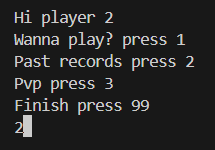 Hi player 2
Wanna play? press 1
Past records press 2
Pvp press 3
Finish press 99
2